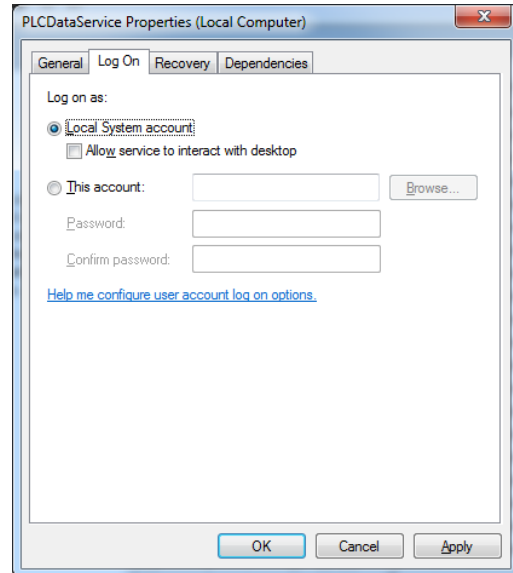 PLCDataService Properties (Local Computer)
General Log On Recovery Dependencies
Log on as:
Local System account
Allow service to interact with desktop
This account:
Browse...
Password:
Confirm password:
Help me configure user account log on options.
OK Cancel Apply